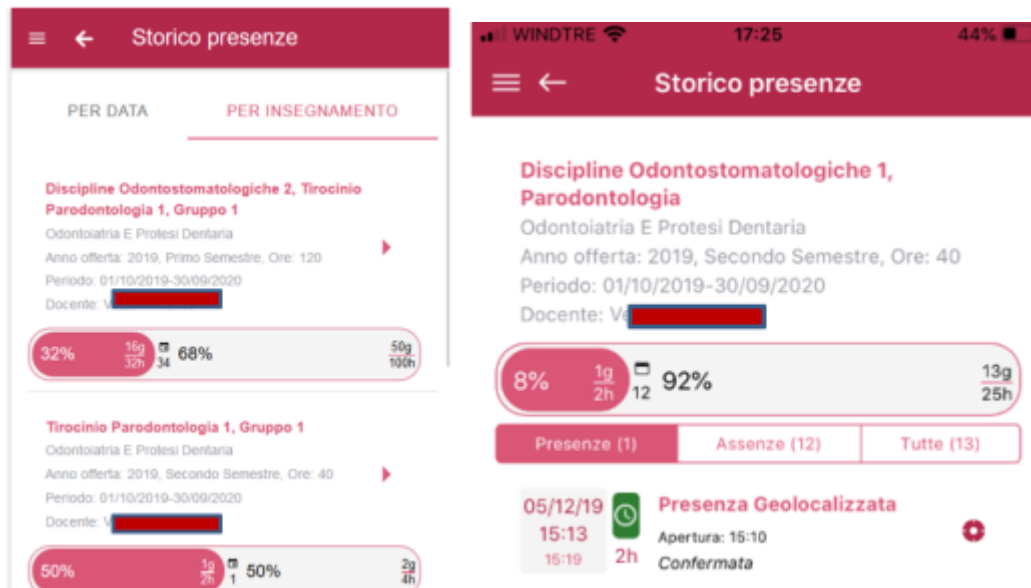 Storico presenze
PER DATA PER INSEGNAMENTO
Discipline Odontostomatologiche 2, Tirocinio
Parodontologia 1, Gruppo 1
Odontoiatria E Protesi Dentaria
Anno offerta: 2019, Primo Semestre, Ore: 120
Periodo: 01/10/2019-30/09/2020
Docente: V
32% 16g 68% 50g
32h 34 100h
Tirocinio Parodontologia 1, Gruppo 1
Odontoiatria E Protesi Dentaria
Anno offerta: 2019, Secondo Semestre, Ore: 40
Periodo: 01/10/2019-30/09/2020
Docente: V
50% 1g 50% 2g
2h 1 4h
WINDTRE 17:25 44%
Storico presenze
Discipline Odontostomatologiche 1,
Parodontologia
Odontoiatria E Protesi Dentaria
Anno offerta: 2019, Secondo Semestre, Ore: 40
Periodo: 01/10/2019-30/09/2020
Docente: Ve
8% 1g 92% 13g
2h 12 25h
Presenze (1) Assenze (12) Tutte (13)
05/12/19 Presenza Geolocalizzata
15:13 Apertura: 15:10
15:19 2h Confermata